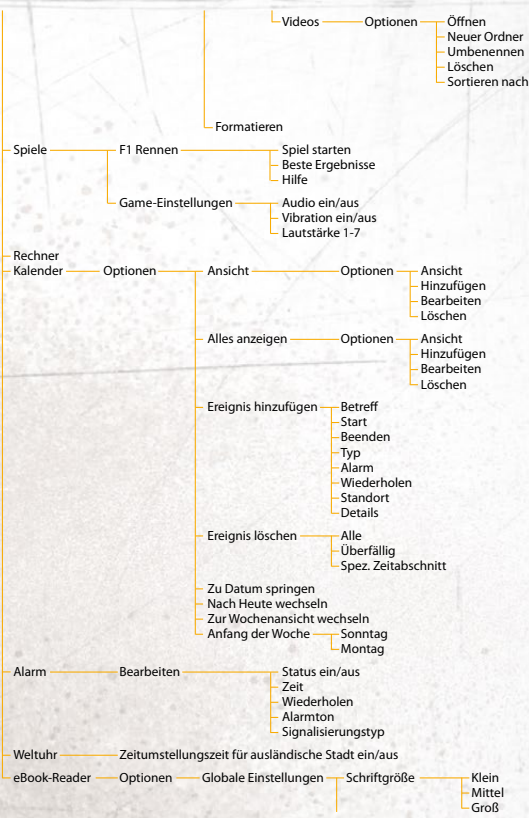 Videos Optionen Öffnen
Neuer Ordner
Umbenennen
Löschen
Sortieren nach
Formatieren
Spiele F1 Rennen Spiel starten
Beste Ergebnisse
Hilfe
Game-Einstellungen Audio ein/aus
Vibration ein/aus
Lautstärke 1-7
Rechner
Kalender Optionen Ansicht Optionen Ansicht
Hinzufügen
Bearbeiten
Löschen
Alles anzeigen Optionen Ansicht
Hinzufügen
Bearbeiten
Löschen
Ereignis hinzufügen Betreff
Start
Beenden
Typ
Alarm
Wiederholen
Standort
Details
Ereignis löschen Alle
Überfällig
Spez. Zeitabschnitt
Zu Datum springen
Nach Heute wechseln
Zur Wochenansicht wechseln
Anfang der Woche Sonntag
Montag
Alarm Bearbeiten Status ein/aus
Zeit
Wiederholen
Alarmton
Signalisierungstyp
Weltuhr Zeitumstellungszeit für ausländische Stadt ein/aus
eBook-Reader Optionen Globale Einstellungen Schriftgröße Klein
Mittel
Groß